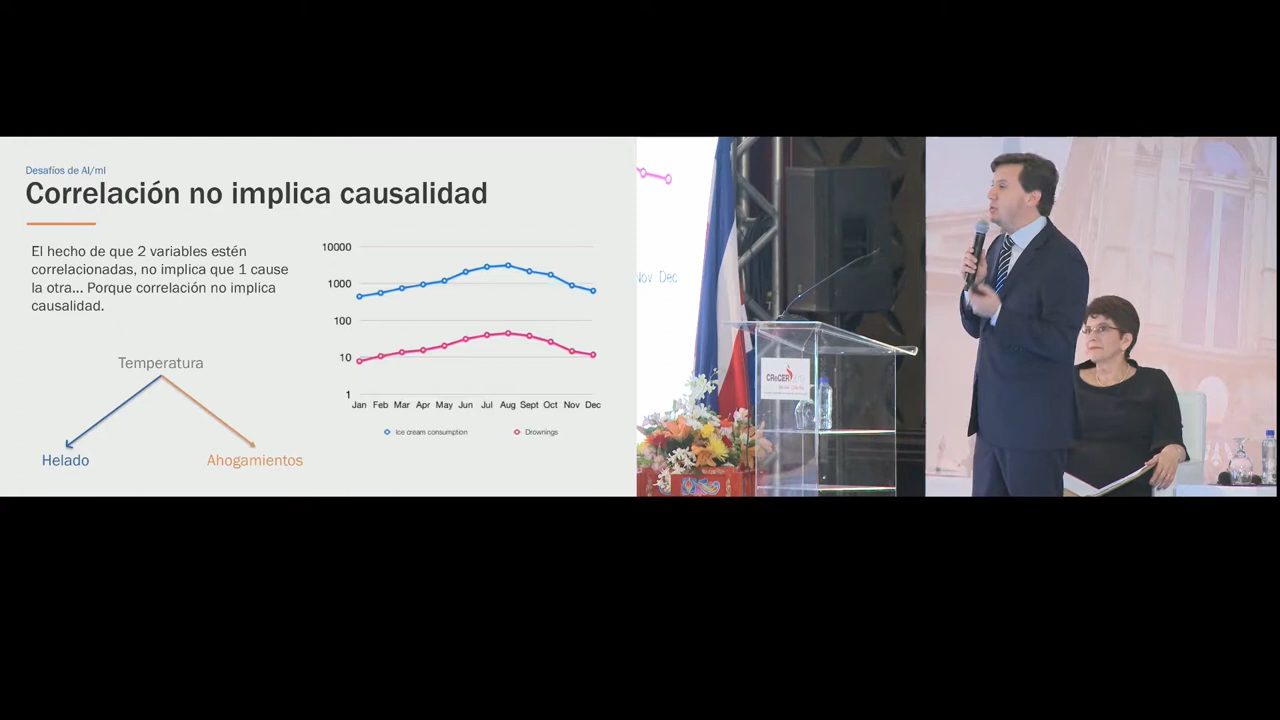 Desafíos de AI/ml
Correlación no implica causalidad
El hecho de que 2 variables estén
correlacionadas, no implica que 1 cause
la otra... Porque correlación no implica
causalidad.
Temperatura
Helado
Ahogamientos
10000
1000
100
10
1
Jan Feb Mar Apr May Jun Jul Aug Sept Oct Nov Dec
Ice cream consumption
Drownings
Nov Dec
CReCER